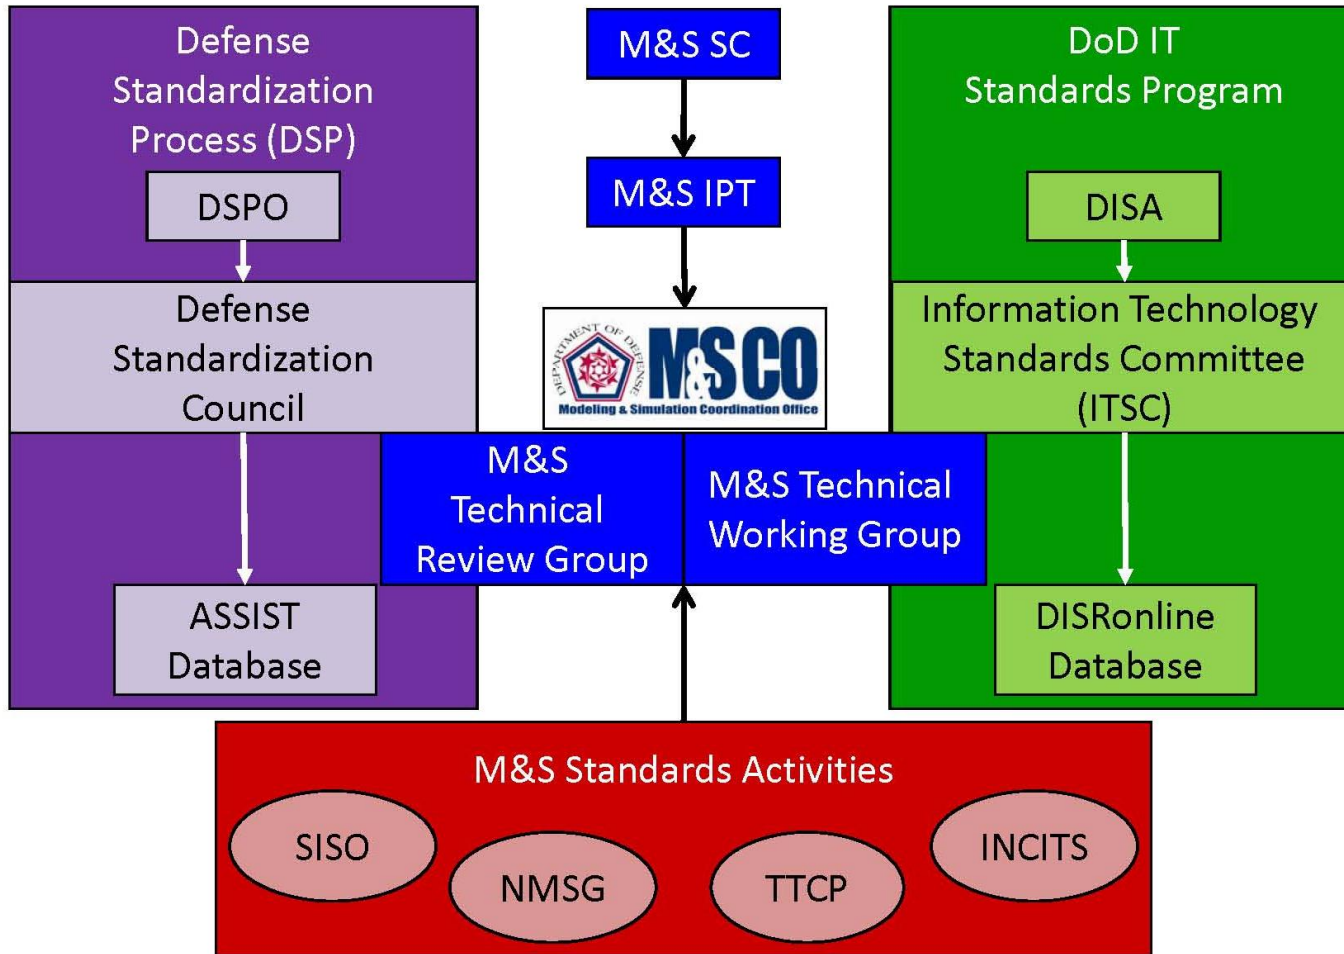 Defense
Standardization
Process (DSP)
DSPO
Defense
Standardization
Council
ASSIST
Database
M&S SC
M&S IPT
DEPARTMENT OF DEFENSE
M&SCO
Modeling & Simulation Coordination Office
M&S
Technical
Review Group
M&S Technical
Working Group
DoD IT
Standards Program
DISA
Information Technology
Standards Committee
(ITSC)
DISRonline
Database
M&S Standards Activities
SISO
NMSG
TTCP
INCITS